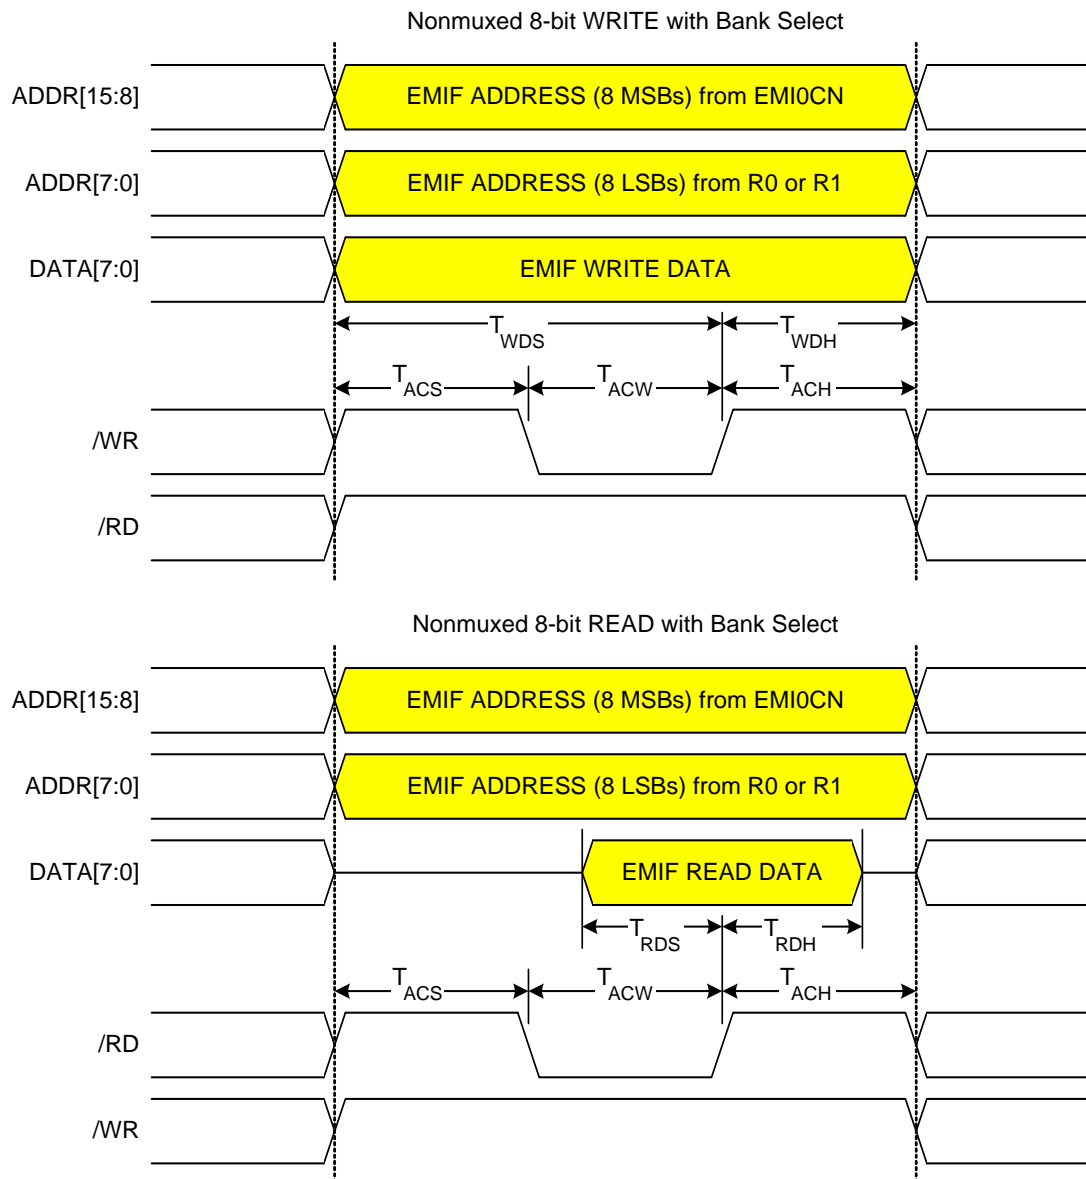 Nonmuxed 8-bit WRITE with Bank Select
ADDR[15:8]
EMIF ADDRESS (8 MSBs) from EMI0CN
ADDR[7:0]
EMIF ADDRESS (8 LSBs) from R0 or R1
DATA[7:0]
EMIF WRITE DATA
TWDS TWDH
TACS TACW TACH
/WR
/RD
Nonmuxed 8-bit READ with Bank Select
ADDR[15:8]
EMIF ADDRESS (8 MSBs) from EMI0CN
ADDR[7:0]
EMIF ADDRESS (8 LSBs) from R0 or R1
DATA[7:0]
EMIF READ DATA
TRDS TRDH
TACS TACW TACH
/RD
/WR